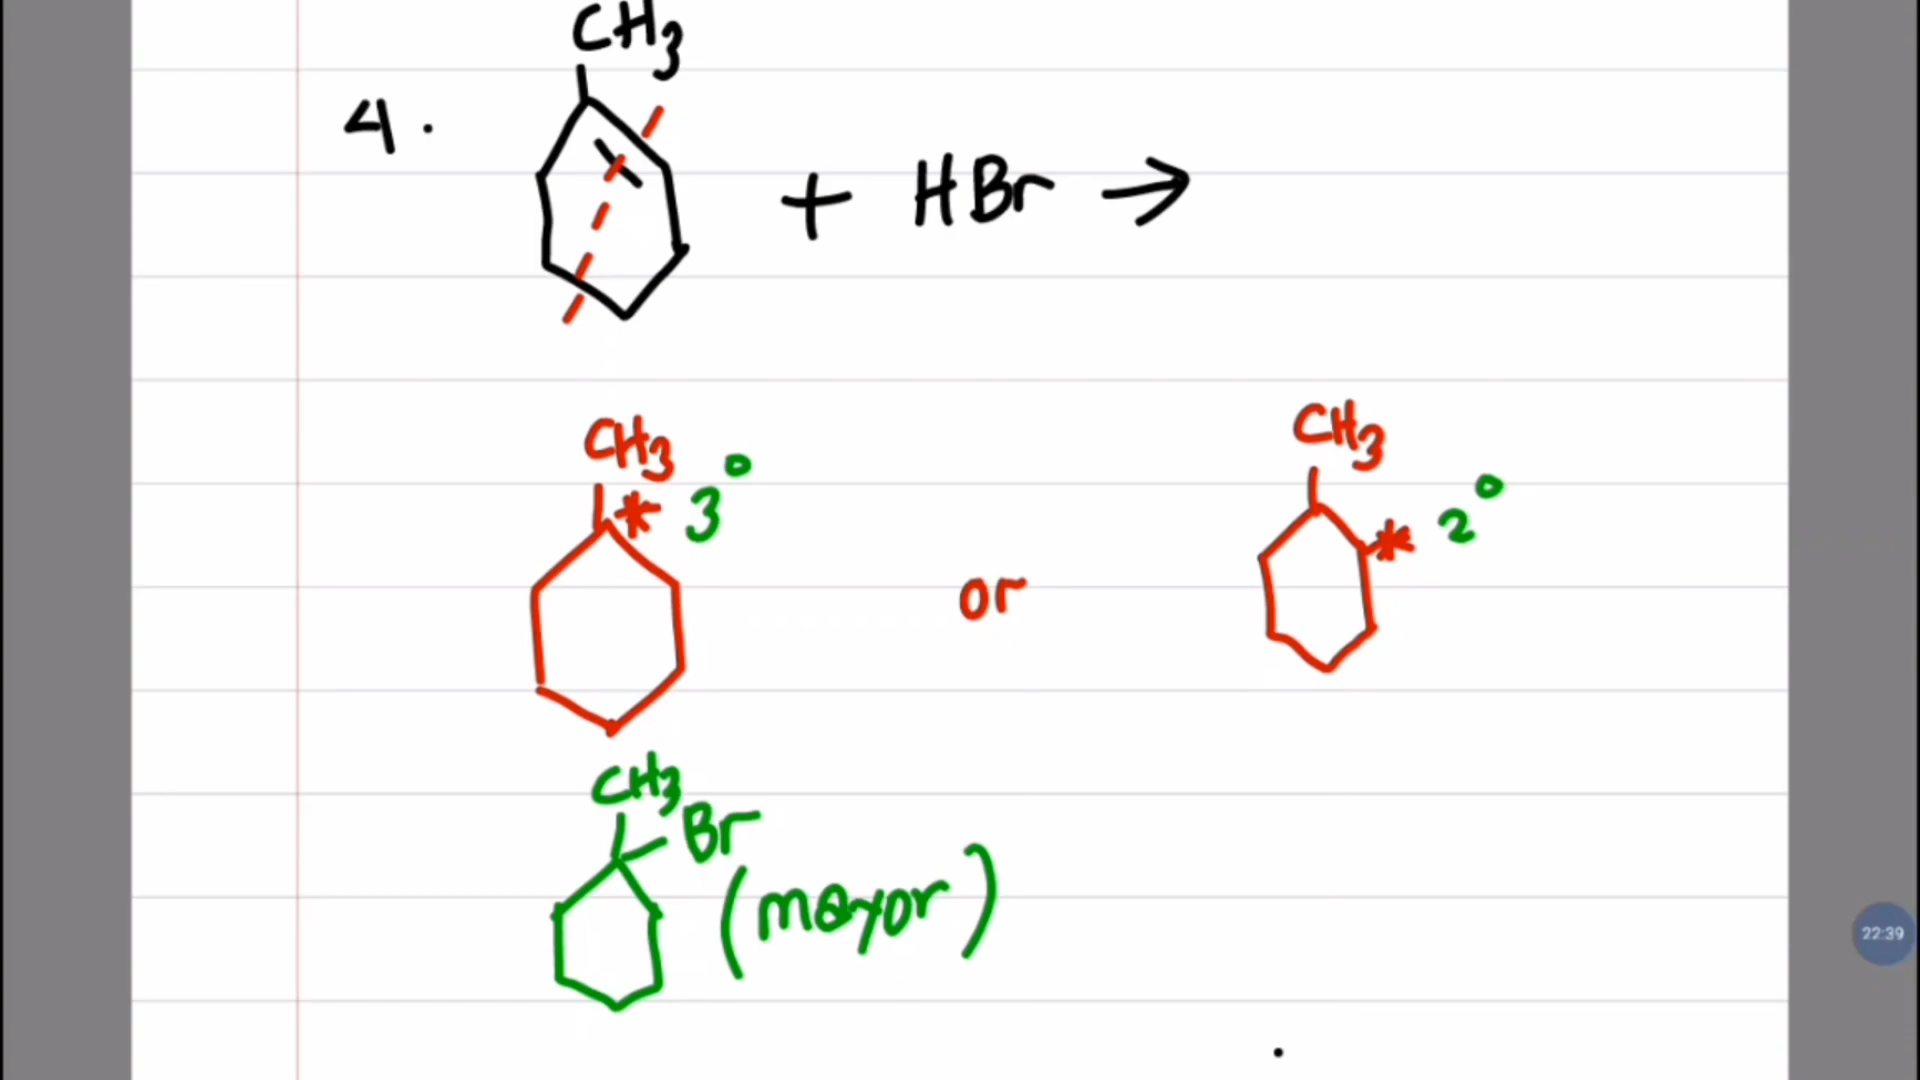 CH3
4.
+ HBr →
CH3
* 3°
or
CH3
* 2°
CH3
Br
(mayor)
22:39